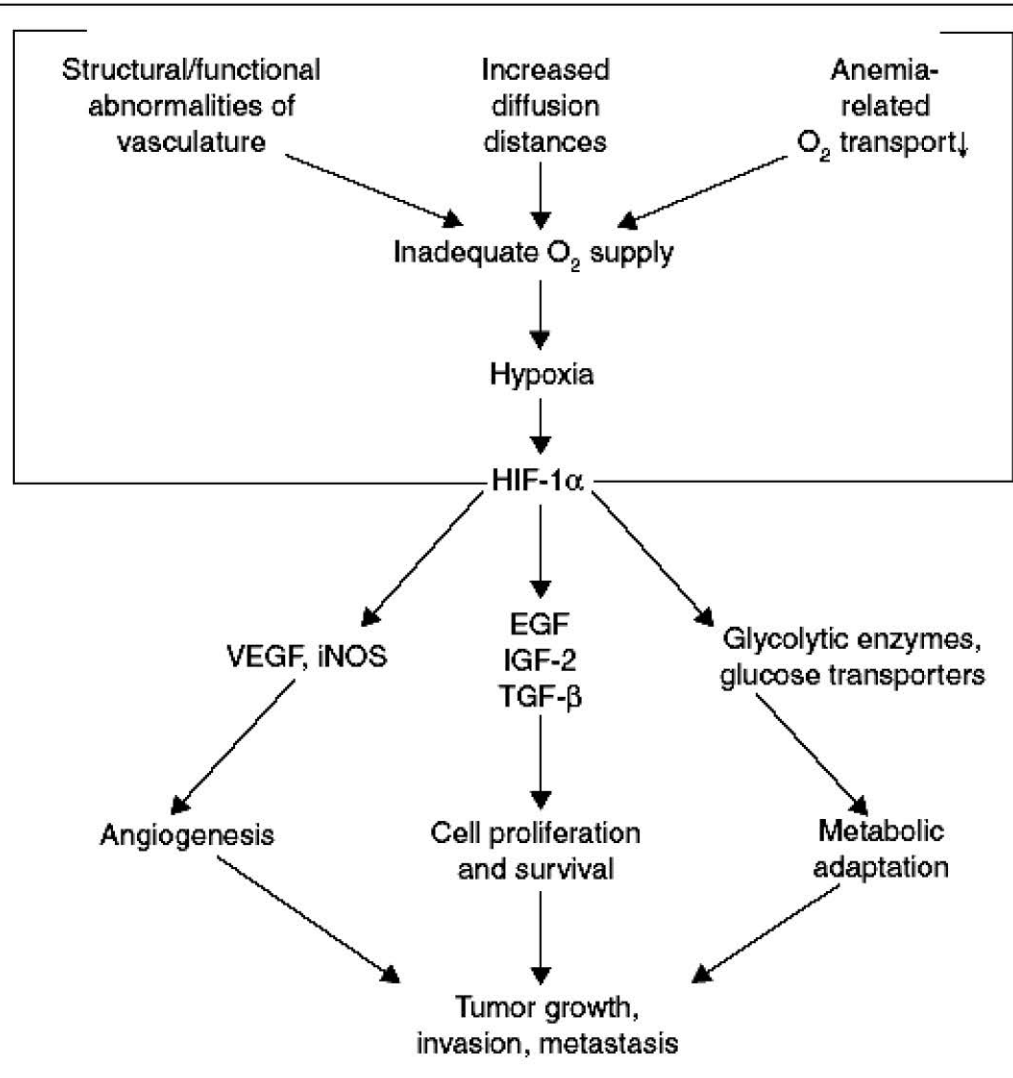 Structural/functional
abnormalities of
vasculature
Increased
diffusion
distances
Anemia-
related
O₂ transport↓
Inadequate O₂ supply
Hypoxia
HIF-1α
VEGF, iNOS
EGF
IGF-2
TGF-β
Glycolytic enzymes,
glucose transporters
Angiogenesis
Cell proliferation
and survival
Metabolic
adaptation
Tumor growth,
invasion, metastasis